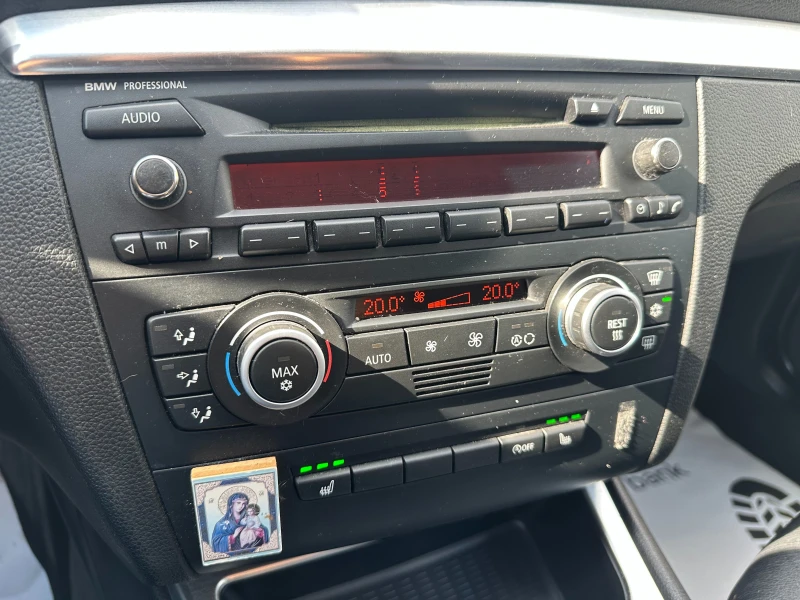 BMW PROFESSIONAL
AUDIO
MENU
m
20.0° 20.0°
MAX
AUTO
A
REST
OFF